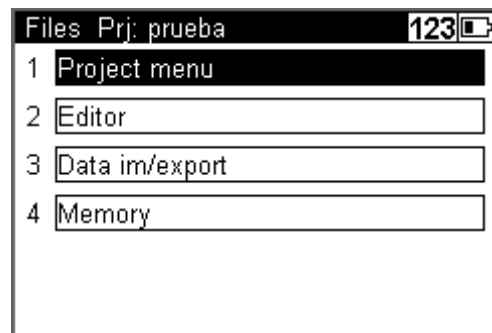 Files Prj: prueba 123
1 Project menu
2 Editor
3 Data im/export
4 Memory